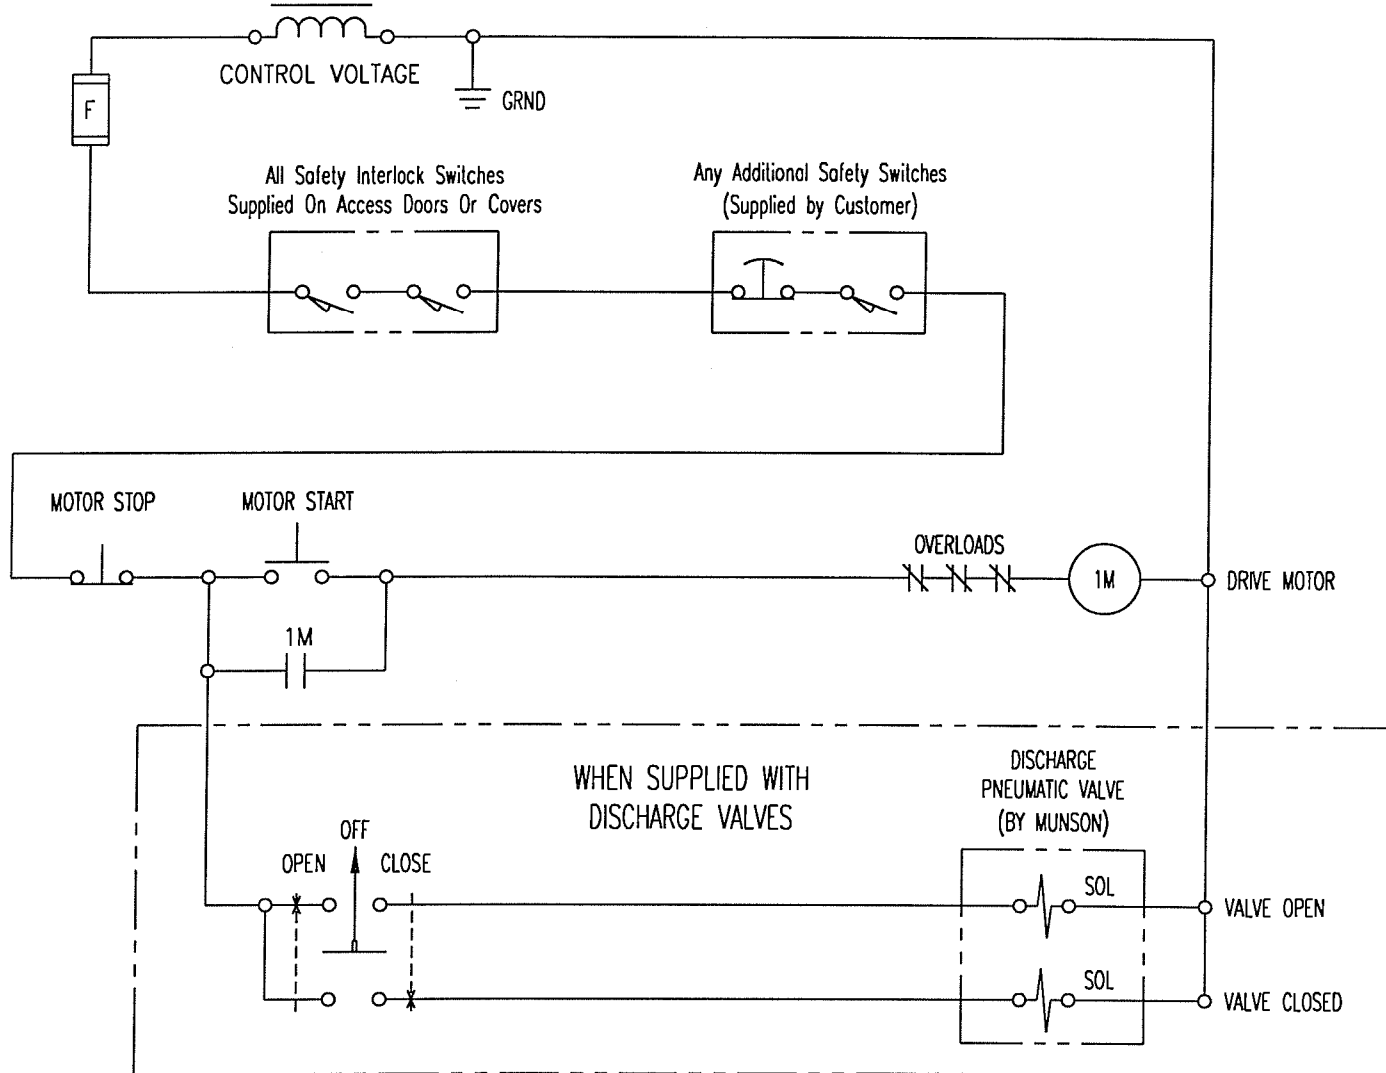 CONTROL VOLTAGE
F
GRND
All Safety Interlock Switches
Supplied On Access Doors Or Covers
Any Additional Safety Switches
(Supplied by Customer)
MOTOR STOP
MOTOR START
OVERLOADS
1M
DRIVE MOTOR
1M
WHEN SUPPLIED WITH
DISCHARGE VALVES
DISCHARGE
PNEUMATIC VALVE
(BY MUNSON)
OFF
OPEN
CLOSE
SOL
VALVE OPEN
SOL
VALVE CLOSED